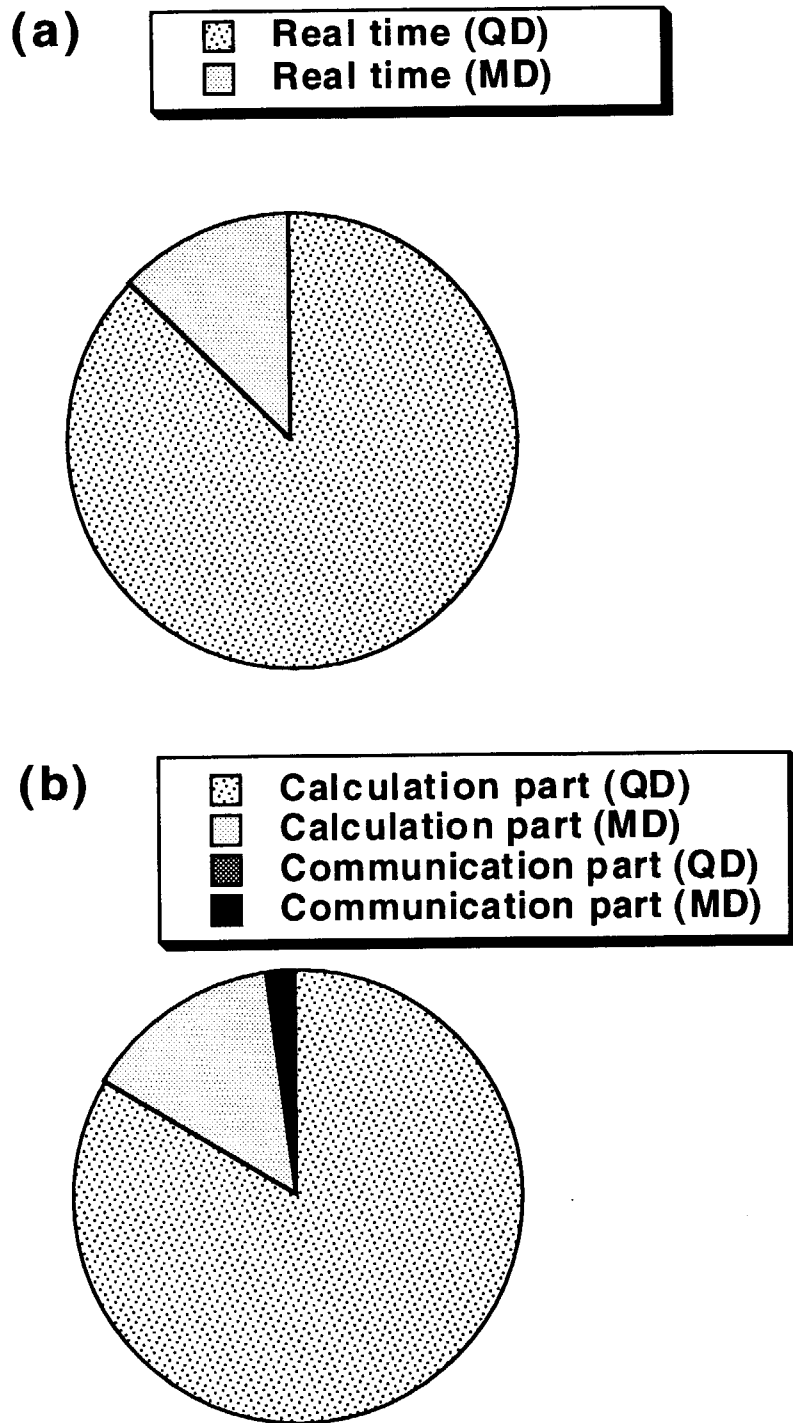 (a)
Real time (QD)
Real time (MD)
(b)
Calculation part (QD)
Calculation part (MD)
Communication part (QD)
Communication part (MD)